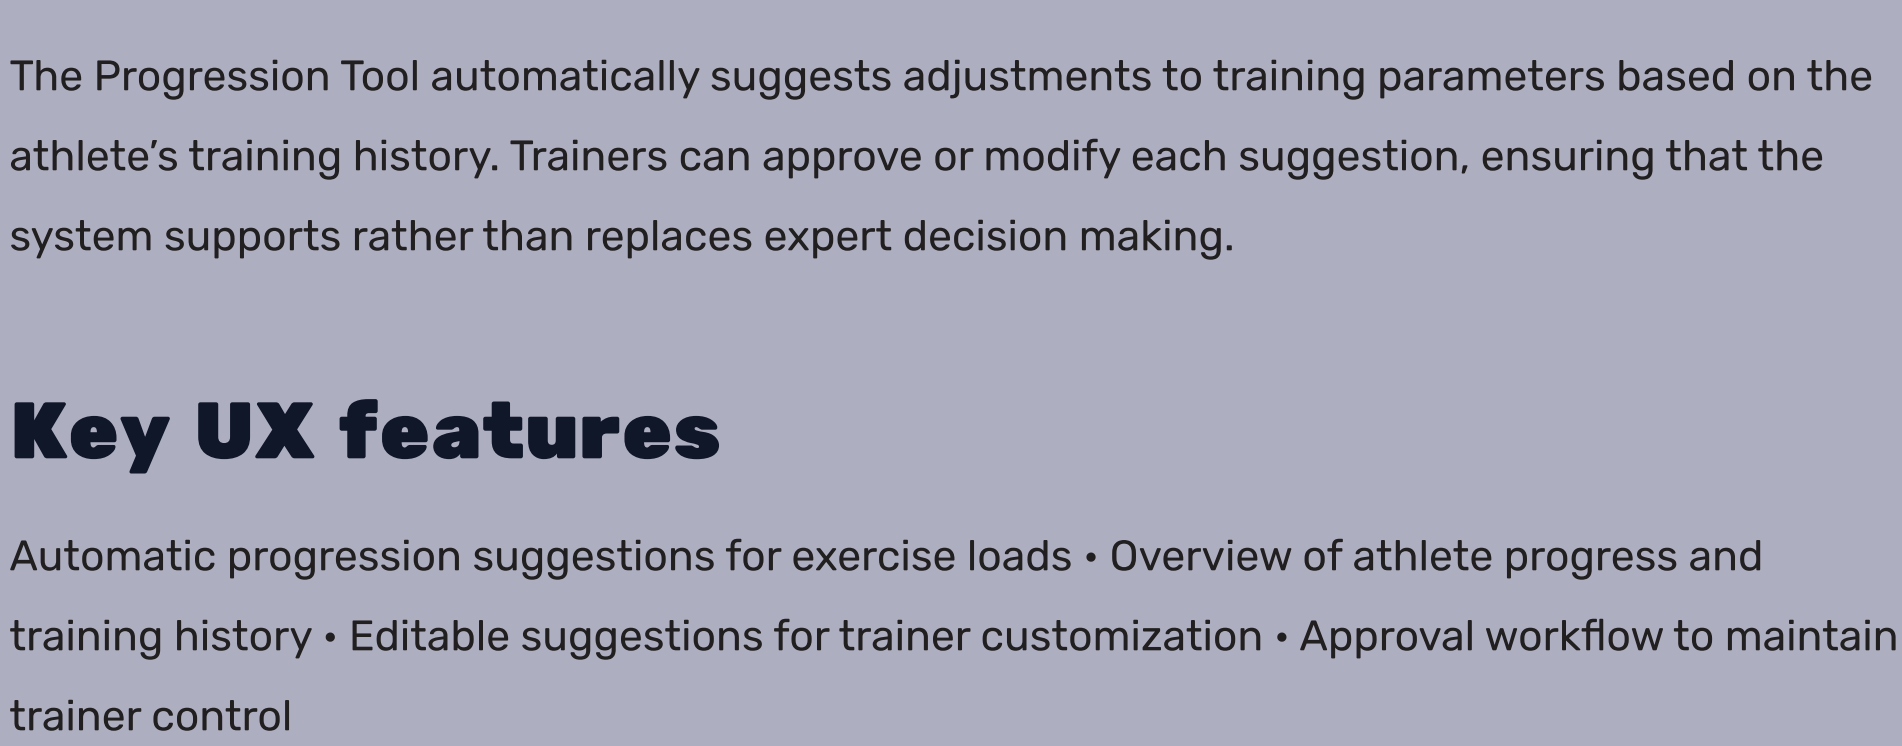 The Progression Tool automatically suggests adjustments to training parameters based on the
athlete’s training history. Trainers can approve or modify each suggestion, ensuring that the
system supports rather than replaces expert decision making.
Key UX features
Automatic progression suggestions for exercise loads • Overview of athlete progress and
training history • Editable suggestions for trainer customization • Approval workflow to maintain
trainer control